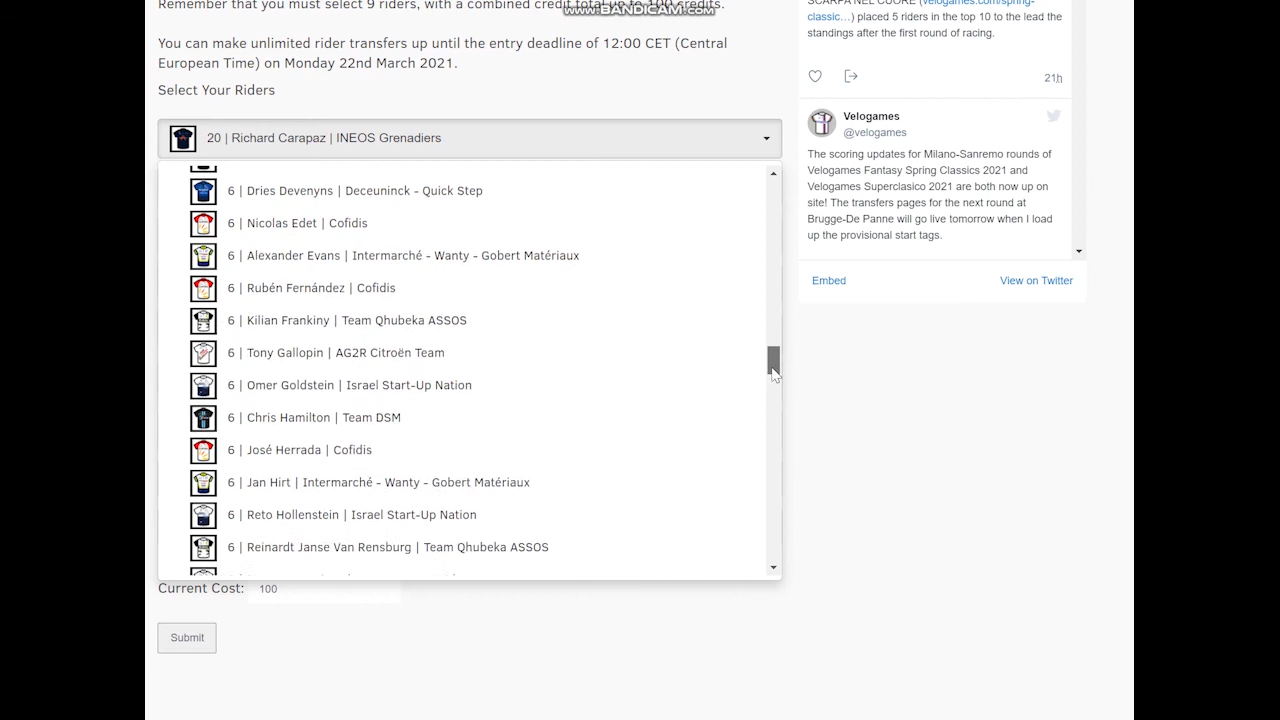 Remember that you must select 9 riders, with a combined credit total up to 100 credits.
www.BANDICAM.com
You can make unlimited rider transfers up until the entry deadline of 12:00 CET (Central
European Time) on Monday 22nd March 2021.
Select Your Riders
20 | Richard Carapaz | INEOS Grenadiers
6 | Dries Devenyns | Deceuninck - Quick Step
6 | Nicolas Edet | Cofidis
6 | Alexander Evans | Intermarché - Wanty - Gobert Matériaux
6 | Rubén Fernández | Cofidis
6 | Kilian Frankiny | Team Qhubeka ASSOS
6 | Tony Gallopin | AG2R Citroën Team
6 | Omer Goldstein | Israel Start-Up Nation
6 | Chris Hamilton | Team DSM
6 | José Herrada | Cofidis
6 | Jan Hirt | Intermarché - Wanty - Gobert Matériaux
6 | Reto Hollenstein | Israel Start-Up Nation
6 | Reinardt Janse Van Rensburg | Team Qhubeka ASSOS
Current Cost: 100
Submit
SCARPA NEL CUORE (velogames.com/spring-
classic…) placed 5 riders in the top 10 to the lead the
standings after the first round of racing.
21h
Velogames
@velogames
The scoring updates for Milano-Sanremo rounds of
Velogames Fantasy Spring Classics 2021 and
Velogames Superclasico 2021 are both now up on
site! The transfers pages for the next round at
Brugge-De Panne will go live tomorrow when I load
up the provisional start tags.
Embed
View on Twitter